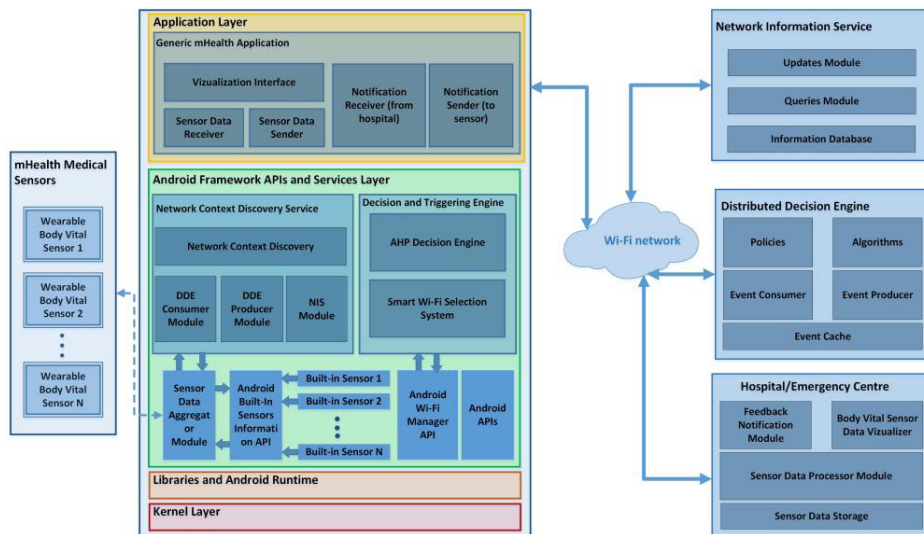 Application Layer
Generic mHealth Application
Vizualization Interface
Sensor Data
Receiver
Sensor Data
Sender
Notification
Receiver (from
hospital)
Notification
Sender (to
sensor)
mHealth Medical
Sensors
Wearable
Body Vital
Sensor 1
Wearable
Body Vital
Sensor 2
Wearable
Body Vital
Sensor N
Android Framework APIs and Services Layer
Network Context Discovery Service
Network Context Discovery
DDE
Consumer
Module
DDE
Producer
Module
NIS
Module
Decision and Triggering Engine
AHP Decision Engine
Smart Wi-Fi Selection
System
Sensor
Data
Aggregat
or
Module
Android
Built-In
Sensors
Informati
on API
Built-in Sensor 1
Built-in Sensor 2
Built-in Sensor N
Android
Wi-Fi
Manager
API
Android
APIs
Libraries and Android Runtime
Kernel Layer
Wi-Fi network
Network Information Service
Updates Module
Queries Module
Information Database
Distributed Decision Engine
Policies
Algorithms
Event Consumer
Event Producer
Event Cache
Hospital/Emergency Centre
Feedback
Notification
Module
Body Vital Sensor
Data Vizualizer
Sensor Data Processor Module
Sensor Data Storage